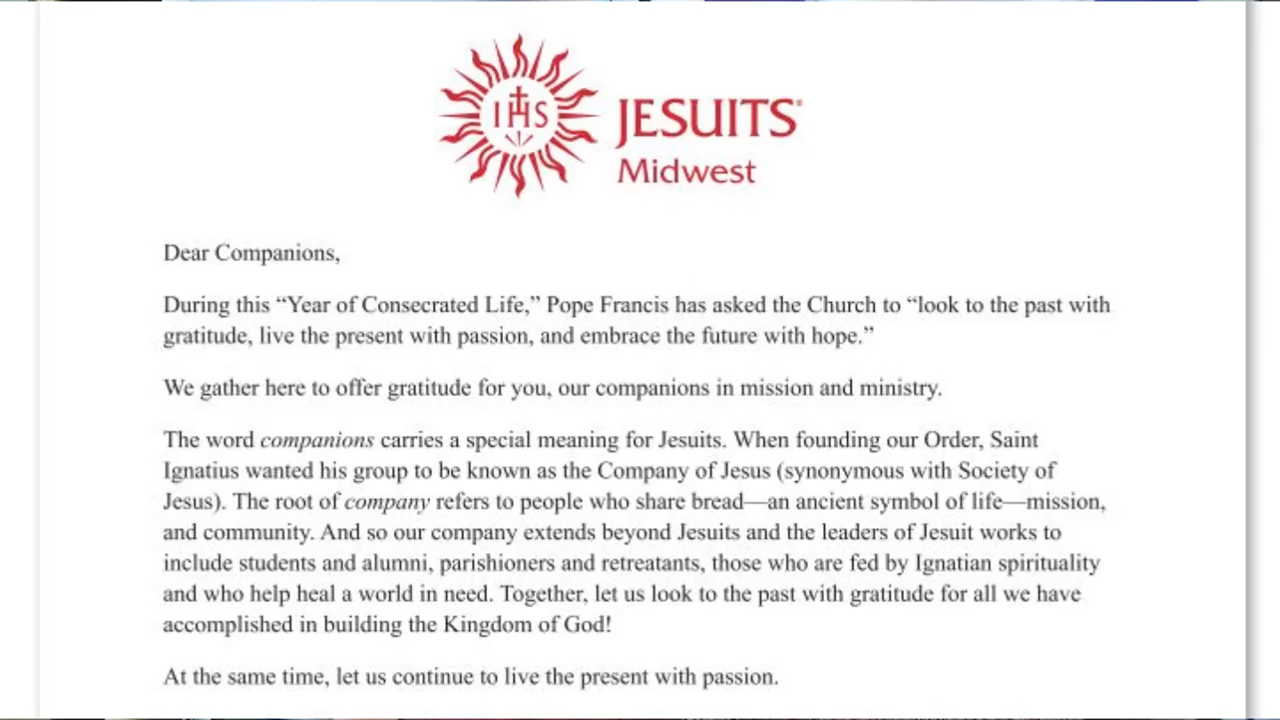 IHS
JESUITS®
Midwest
Dear Companions,
During this “Year of Consecrated Life,” Pope Francis has asked the Church to “look to the past with
gratitude, live the present with passion, and embrace the future with hope.”
We gather here to offer gratitude for you, our companions in mission and ministry.
The word companions carries a special meaning for Jesuits. When founding our Order, Saint
Ignatius wanted his group to be known as the Company of Jesus (synonymous with Society of
Jesus). The root of company refers to people who share bread—an ancient symbol of life—mission,
and community. And so our company extends beyond Jesuits and the leaders of Jesuit works to
include students and alumni, parishioners and retreatants, those who are fed by Ignatian spirituality
and who help heal a world in need. Together, let us look to the past with gratitude for all we have
accomplished in building the Kingdom of God!
At the same time, let us continue to live the present with passion.